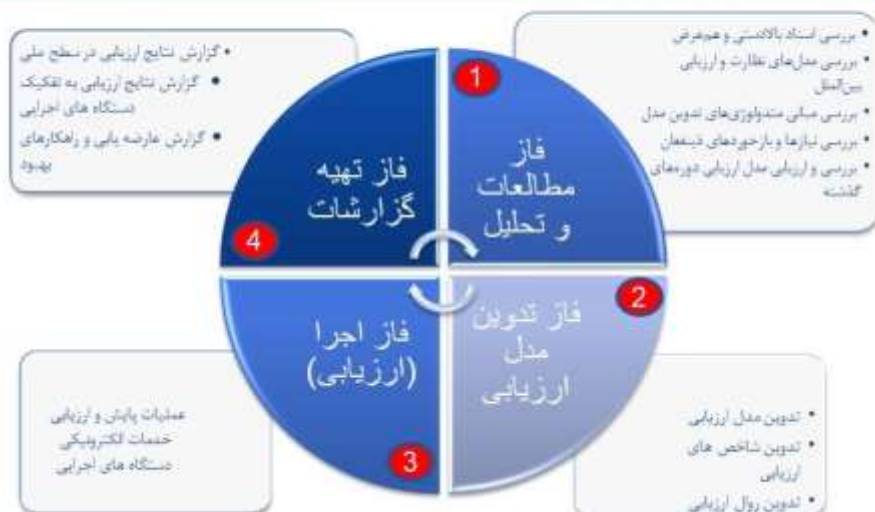 • بررسی اسناد بالادستی و هم‌عرض
• بررسی مدل‌های نظارت و ارزیابی
بین‌الملل
• بررسی مبانی متدولوژی‌های تدوین مدل
• بررسی نیازها و بازخوردهای ذینفعان
• بررسی و ارزیابی مدل ارزیابی دوره‌های
گذشته
1
فاز
مطالعات
و تحلیل
2
فاز تدوین
مدل
ارزیابی
• تدوین مدل ارزیابی
• تدوین شاخص های
ارزیابی
• تدوین روال ارزیابی
3
فاز اجرا
(ارزیابی)
عملیات پایش و ارزیابی
خدمات الکترونیکی
دستگاه های اجرایی
4
فاز تهیه
گزارشات
• گزارش نتایج ارزیابی در سطح ملی
• گزارش نتایج ارزیابی به تفکیک
دستگاه های اجرایی
• گزارش عارضه یابی و راهکارهای
بهبود